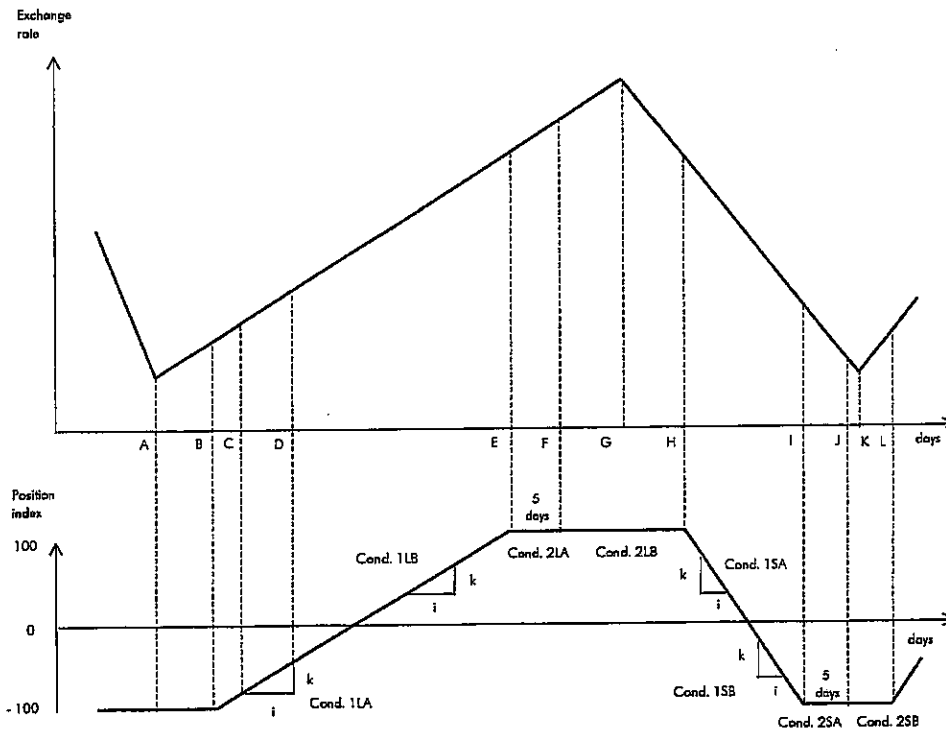 Exchange
rate
A B C D E F G H I J K L days
Position
index
5
days
100
Cond. 1LB
Cond. 2LA
Cond. 2LB
Cond. 1SA
k
k
i
i
0
days
k
k
5
days
Cond. 1LA
i
Cond. 1SB
i
- 100
Cond. 2SA
Cond. 2SB